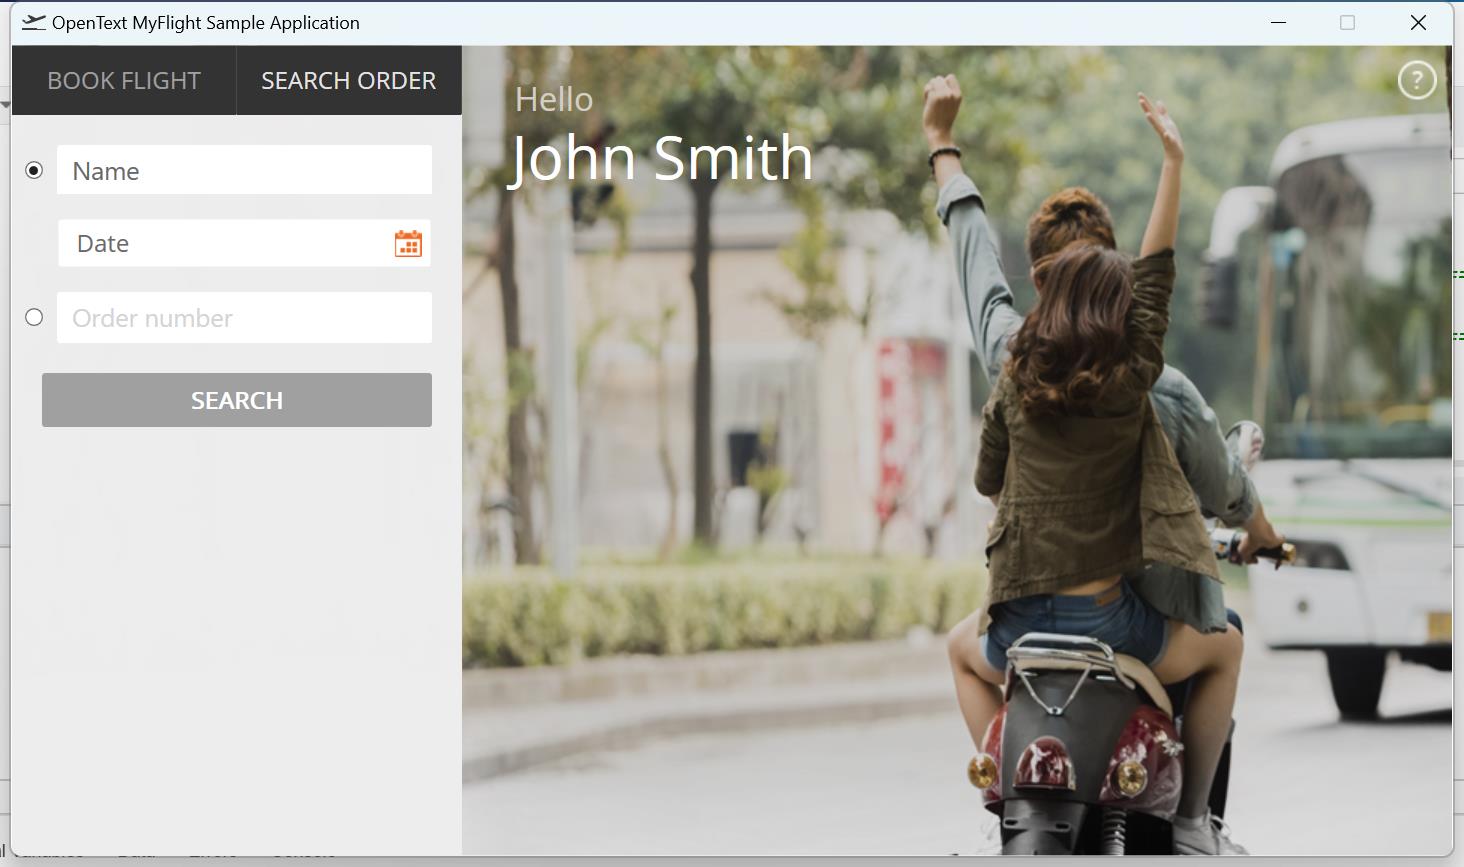 OpenText MyFlight Sample Application
BOOK FLIGHT
SEARCH ORDER
Hello
John Smith
?
Name
Date
Order number
SEARCH